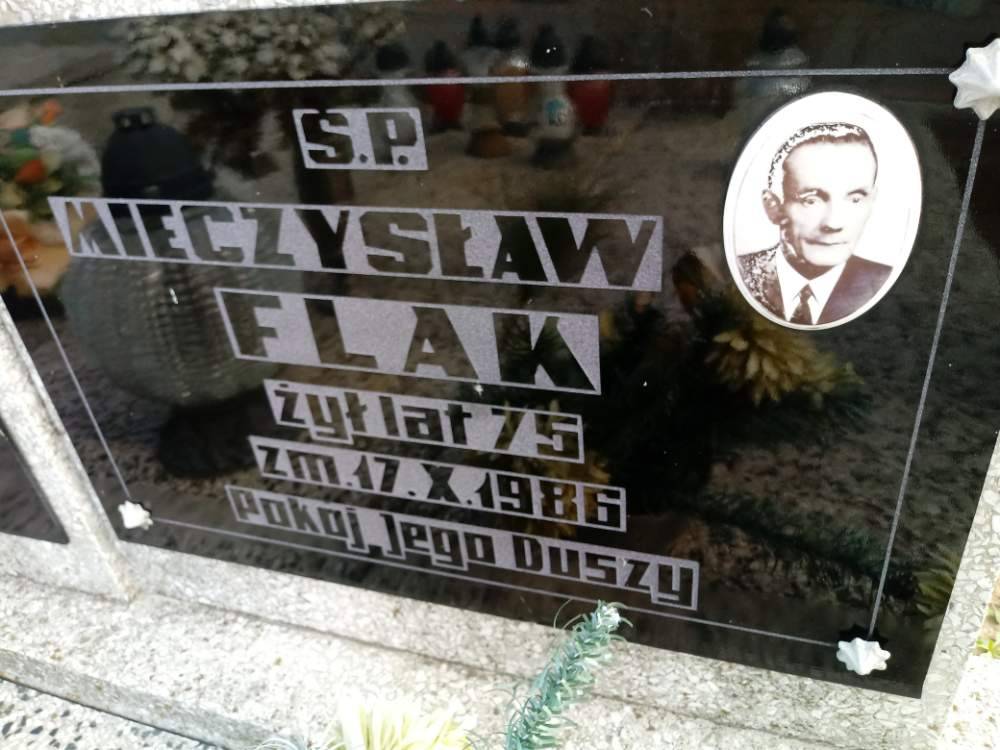 Ś.P.
MIECZYSŁAW
FLAK
żył lat 75
zm. 17.X.1986
Pokój Jego Duszy